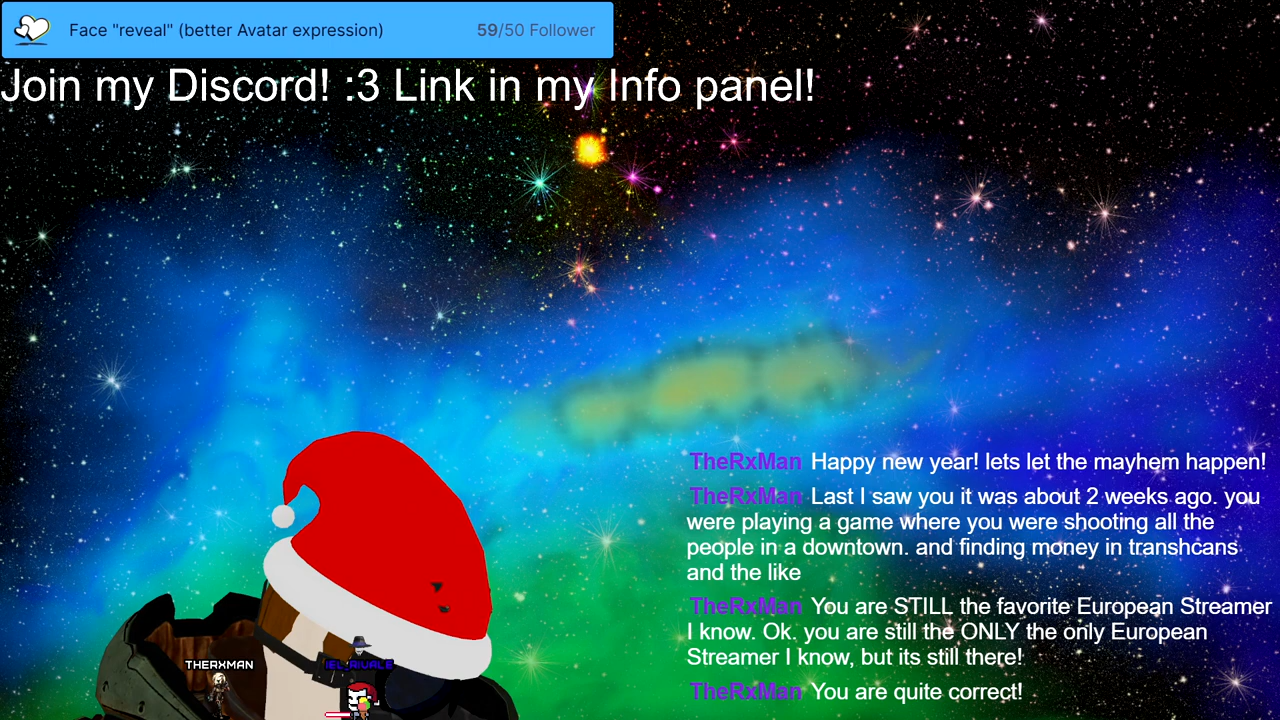 Face "reveal" (better Avatar expression) 59/50 Follower
Join my Discord! :3 Link in my Info panel!
TheRxMan Happy new year! lets let the mayhem happen!
TheRxMan Last I saw you it was about 2 weeks ago. you
were playing a game where you were shooting all the
people in a downtown. and finding money in transhcans
and the like
TheRxMan You are STILL the favorite European Streamer
I know. Ok. you are still the ONLY the only European
Streamer I know, but its still there!
TheRxMan You are quite correct!
THERXMAN